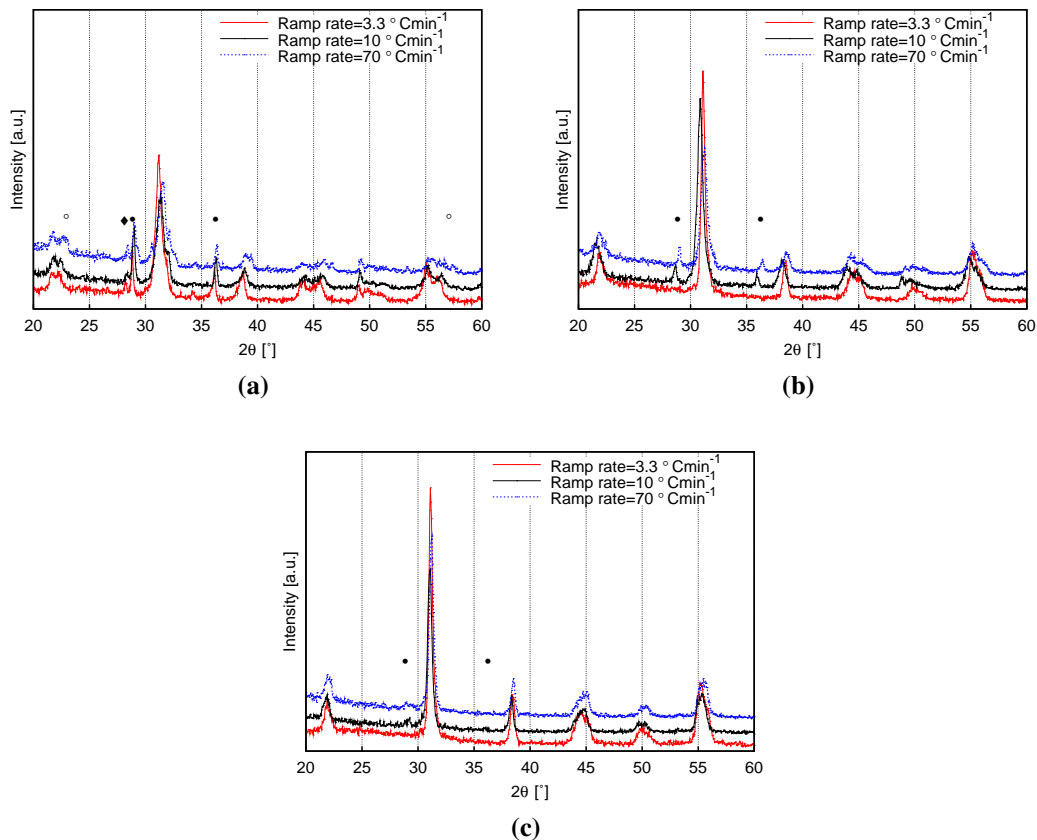 Ramp rate=3.3 ° Cmin-1
Ramp rate=10 ° Cmin-1
Ramp rate=70 ° Cmin-1
Intensity [a.u.]
20 25 30 35 40 45 50 55 60
2θ [°]
(a)
Ramp rate=3.3 ° Cmin-1
Ramp rate=10 ° Cmin-1
Ramp rate=70 ° Cmin-1
Intensity [a.u.]
20 25 30 35 40 45 50 55 60
2θ [°]
(b)
Ramp rate=3.3 ° Cmin-1
Ramp rate=10 ° Cmin-1
Ramp rate=70 ° Cmin-1
Intensity [a.u.]
20 25 30 35 40 45 50 55 60
2θ [°]
(c)